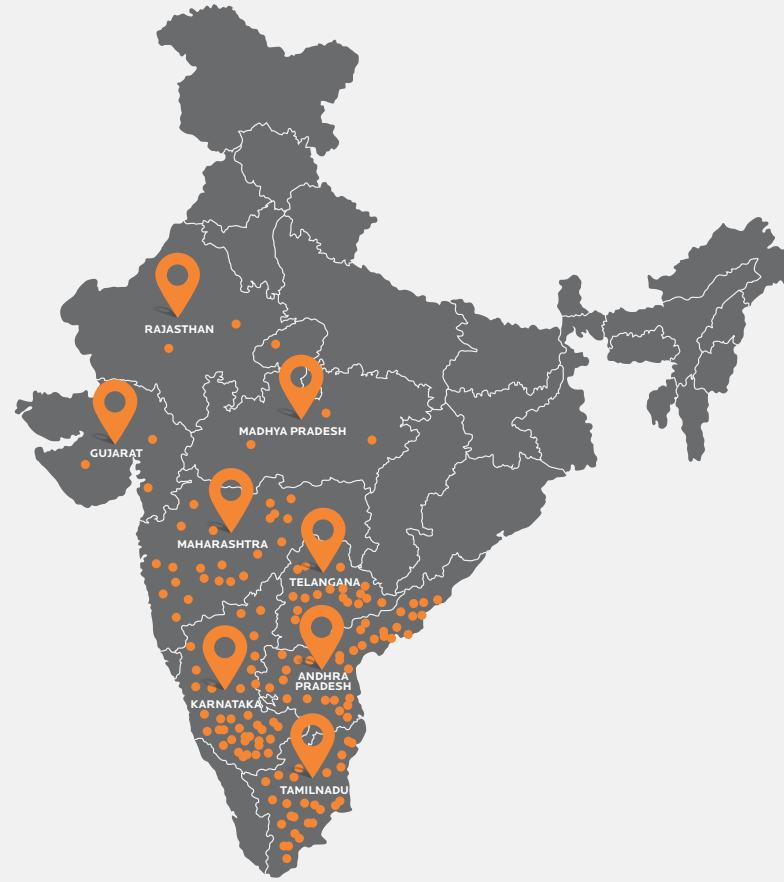 RAJASTHAN
MADHYA PRADESH
GUJARAT
MAHARASHTRA
TELANGANA
ANDHRA
PRADESH
KARNATAKA
TAMILNADU